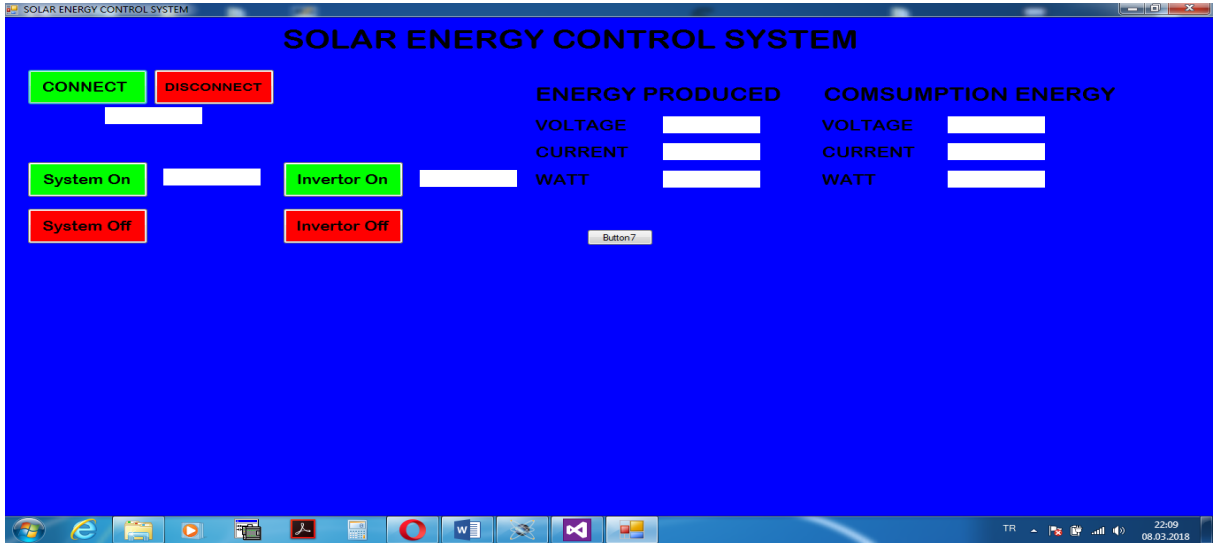 SOLAR ENERGY CONTROL SYSTEM
SOLAR ENERGY CONTROL SYSTEM
CONNECT DISCONNECT
ENERGY PRODUCED COMSUMPTION ENERGY
VOLTAGE VOLTAGE
CURRENT CURRENT
System On Invertor On WATT WATT
System Off Invertor Off
Button7
TR 22:09
08.03.2018